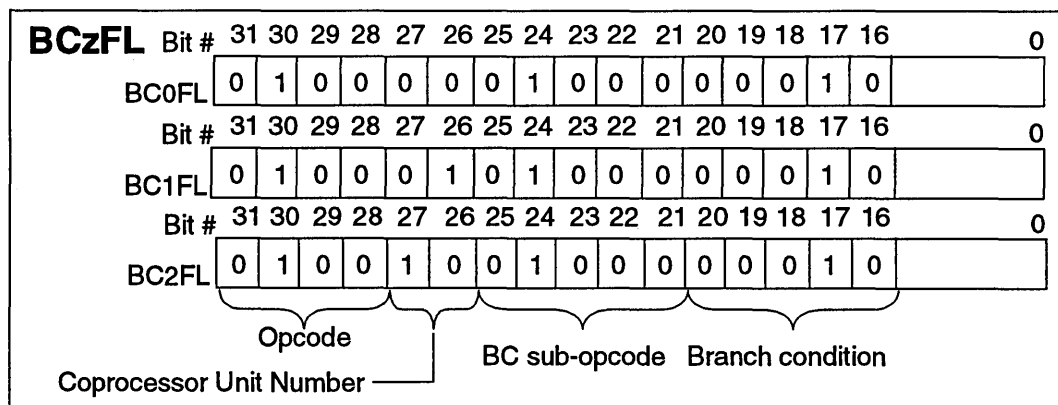 BCzFL Bit # 31 30 29 28 27 26 25 24 23 22 21 20 19 18 17 16 0
BC0FL 0 1 0 0 0 0 0 1 0 0 0 0 0 0 1 0
Bit # 31 30 29 28 27 26 25 24 23 22 21 20 19 18 17 16 0
BC1FL 0 1 0 0 0 1 0 1 0 0 0 0 0 0 1 0
Bit # 31 30 29 28 27 26 25 24 23 22 21 20 19 18 17 16 0
BC2FL 0 1 0 0 1 0 0 1 0 0 0 0 0 0 1 0
Opcode
BC sub-opcode Branch condition
Coprocessor Unit Number